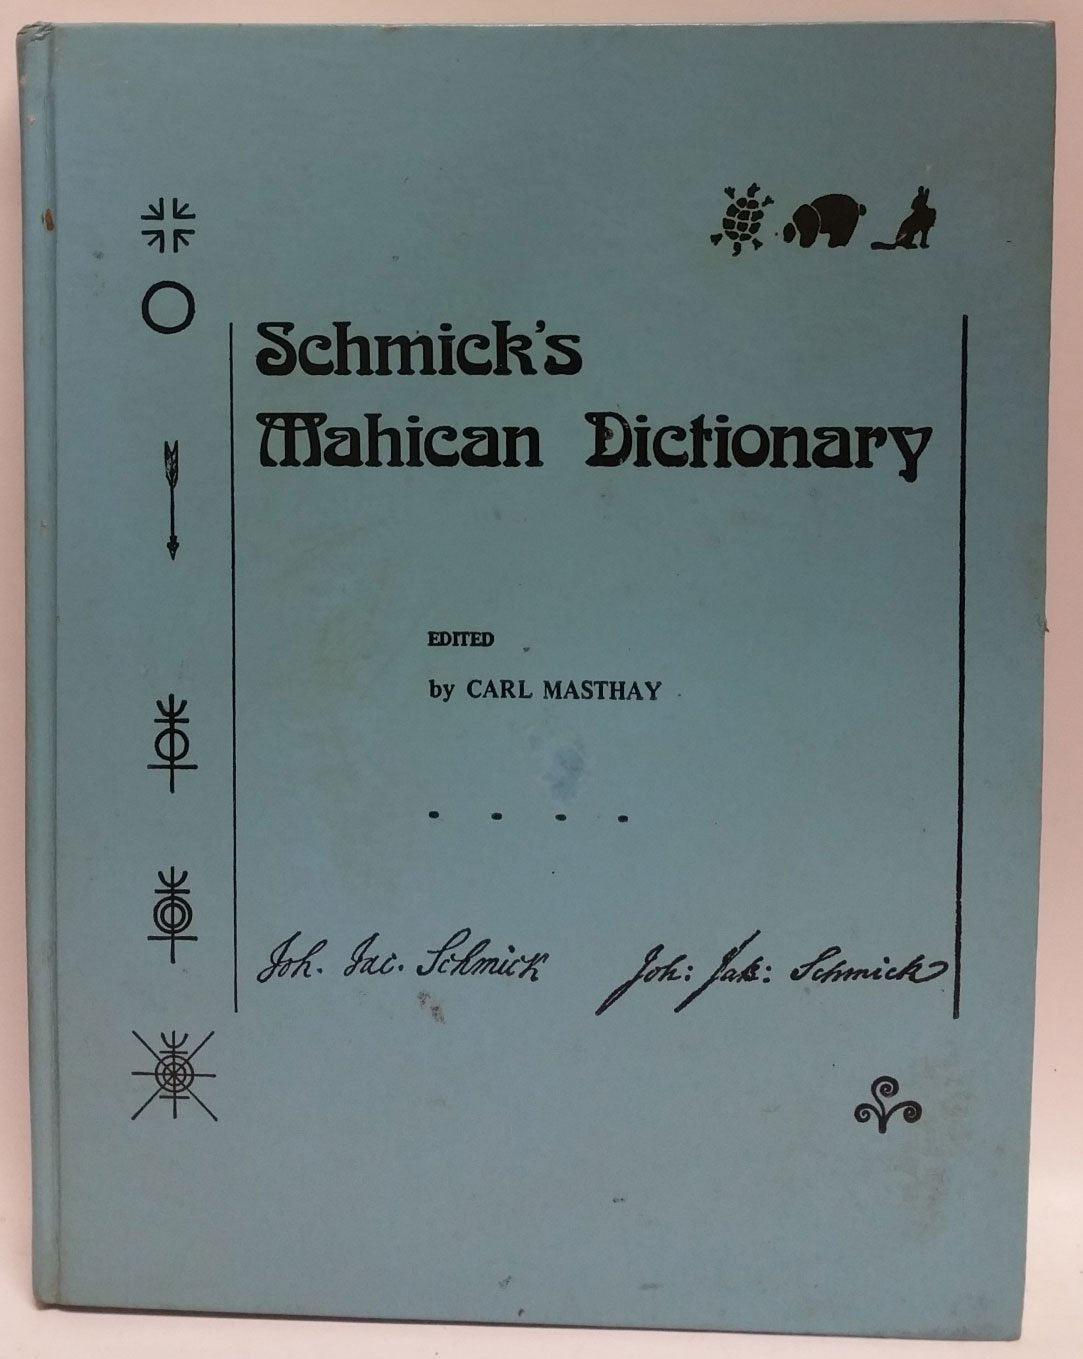 Schmick's
Mahican Dictionary
EDITED
by CARL MASTHAY
Joh. Jac. Schmick
Joh: Jak: Schmick